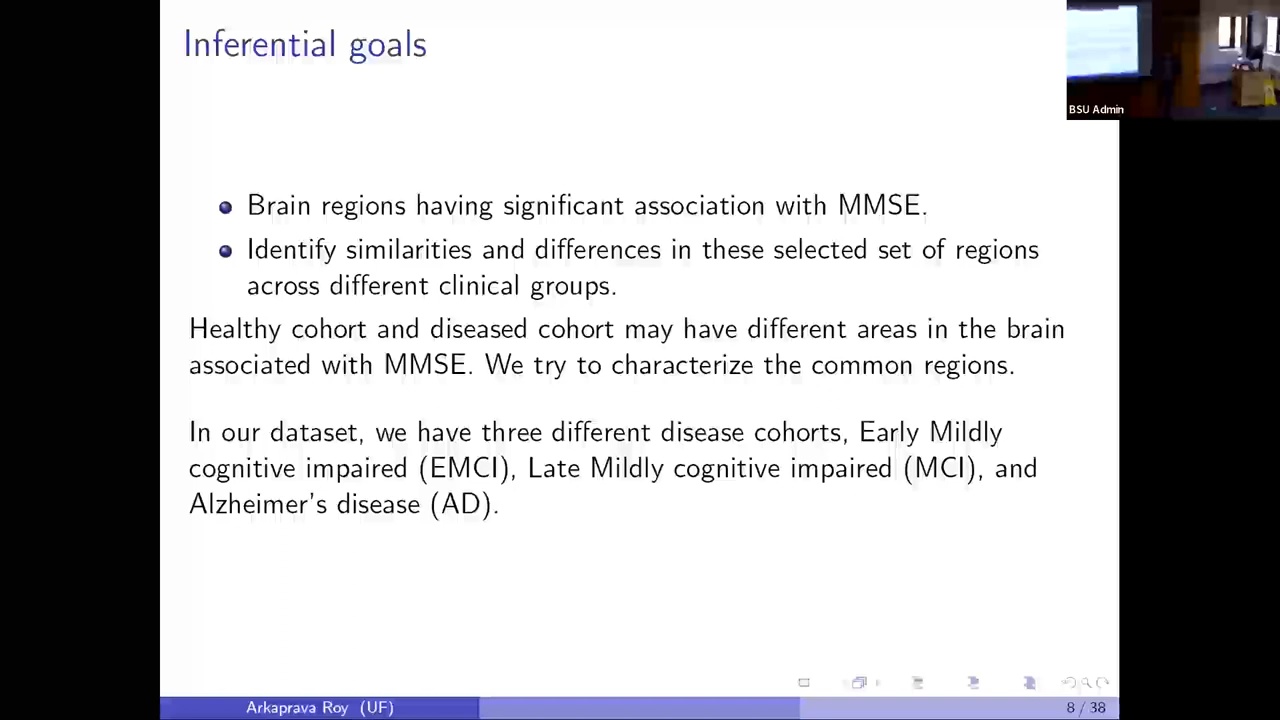 Inferential goals
BSU Admin
Brain regions having significant association with MMSE.
Identify similarities and differences in these selected set of regions
across different clinical groups.
Healthy cohort and diseased cohort may have different areas in the brain
associated with MMSE. We try to characterize the common regions.
In our dataset, we have three different disease cohorts, Early Mildly
cognitive impaired (EMCI), Late Mildly cognitive impaired (MCI), and
Alzheimer's disease (AD).
Arkaprava Roy (UF)
8 / 38